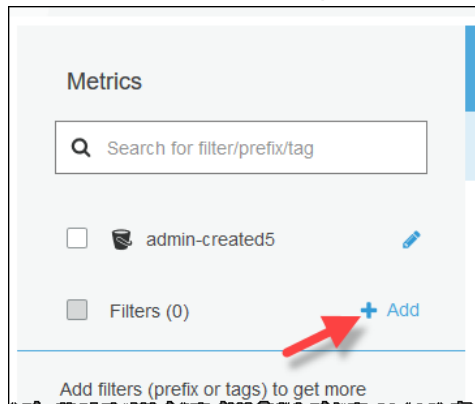 Metrics
Search for filter/prefix/tag
admin-created5
Filters (0) + Add
Add filters (prefix or tags) to get more